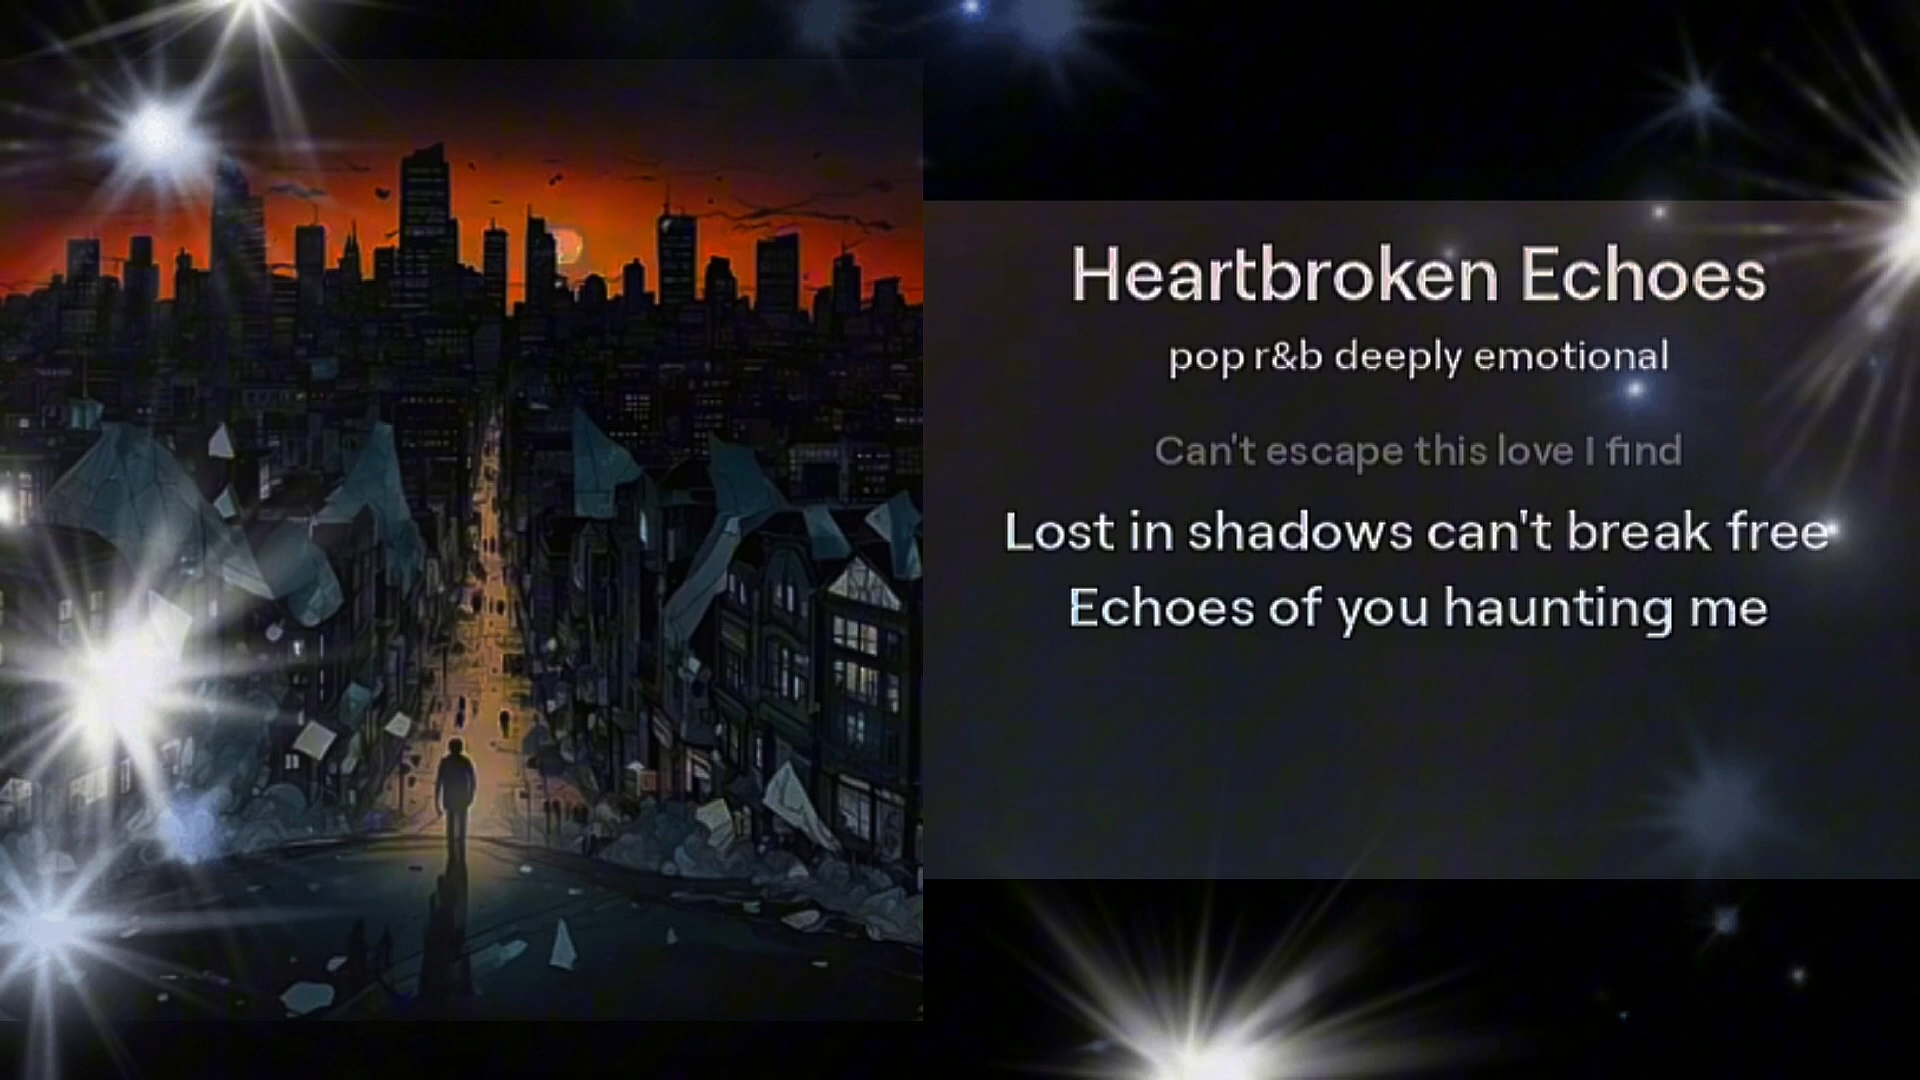 Heartbroken Echoes
pop r&b deeply emotional
Can't escape this love I find
Lost in shadows can't break free
Echoes of you haunting me